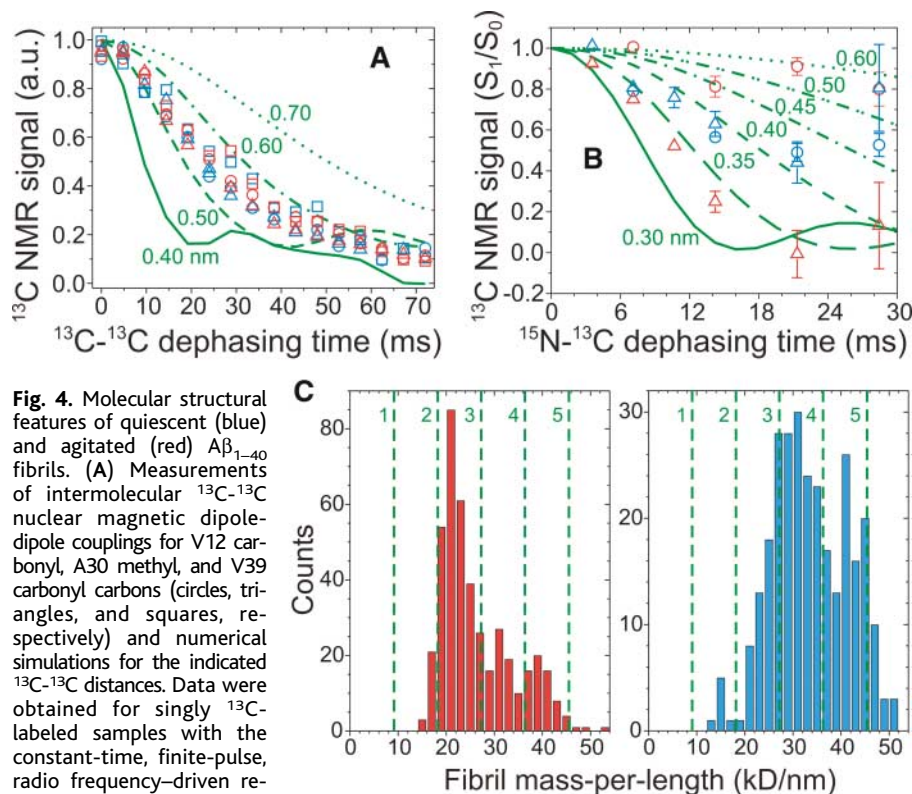 A
¹³C NMR signal (a.u.)
1.0
0.8
0.6
0.4
0.2
0.0
0.70
0.60
0.50
0.40 nm
0 10 20 30 40 50 60 70
¹³C-¹³C dephasing time (ms)
B
¹³C NMR signal (S₁/S₀)
1.0
0.8
0.6
0.4
0.2
0.0
-0.2
0.60
0.50
0.45
0.40
0.35
0.30 nm
0 6 12 18 24 30
¹⁵N-¹³C dephasing time (ms)
Fig. 4. Molecular structural
features of quiescent (blue)
and agitated (red) Aβ₁₋₄₀
fibrils. (A) Measurements
of intermolecular ¹³C-¹³C
nuclear magnetic dipole-
dipole couplings for V12 car-
bonyl, A30 methyl, and V39
carbonyl carbons (circles, tri-
angles, and squares, re-
spectively) and numerical
simulations for the indicated
¹³C-¹³C distances. Data were
obtained for singly ¹³C-
labeled samples with the
constant-time, finite-pulse,
radio frequency–driven re-
C
Counts
80
60
40
20
0
1 2 3 4 5
0 10 20 30 40 50
30
20
10
0
1 2 3 4 5
0 10 20 30 40 50
Fibril mass-per-length (kD/nm)